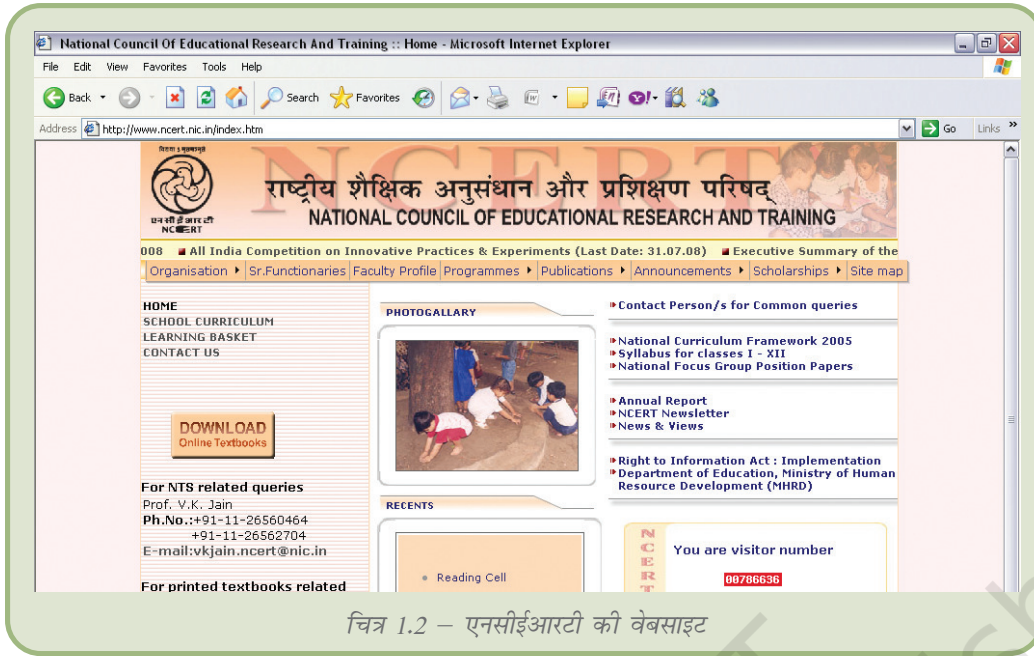 National Council Of Educational Research And Training :: Home - Microsoft Internet Explorer
File Edit View Favorites Tools Help
Back Search Favorites
Address http://www.ncert.nic.in/index.htm Go Links »
NCERT
एन सी ई आर टी
NCERT
राष्ट्रीय शैक्षिक अनुसंधान और प्रशिक्षण परिषद्
NATIONAL COUNCIL OF EDUCATIONAL RESEARCH AND TRAINING
008 All India Competition on Innovative Practices & Experiments (Last Date: 31.07.08) Executive Summary of the
Organisation Sr.Functionaries Faculty Profile Programmes Publications Announcements Scholarships Site map
HOME
SCHOOL CURRICULUM
LEARNING BASKET
CONTACT US
DOWNLOAD
Online Textbooks
For NTS related queries
Prof. V.K. Jain
Ph.No.:+91-11-26560464
+91-11-26562704
E-mail:vkjain.ncert@nic.in
For printed textbooks related
PHOTOGALLARY
RECENTS
Reading Cell
Contact Person/s for Common queries
National Curriculum Framework 2005
Syllabus for classes I - XII
National Focus Group Position Papers
Annual Report
NCERT Newsletter
News & Views
Right to Information Act : Implementation
Department of Education, Ministry of Human
Resource Development (MHRD)
N
C
E
R
T
You are visitor number
00786636
चित्र 1.2 – एनसीईआरटी की वेबसाइट